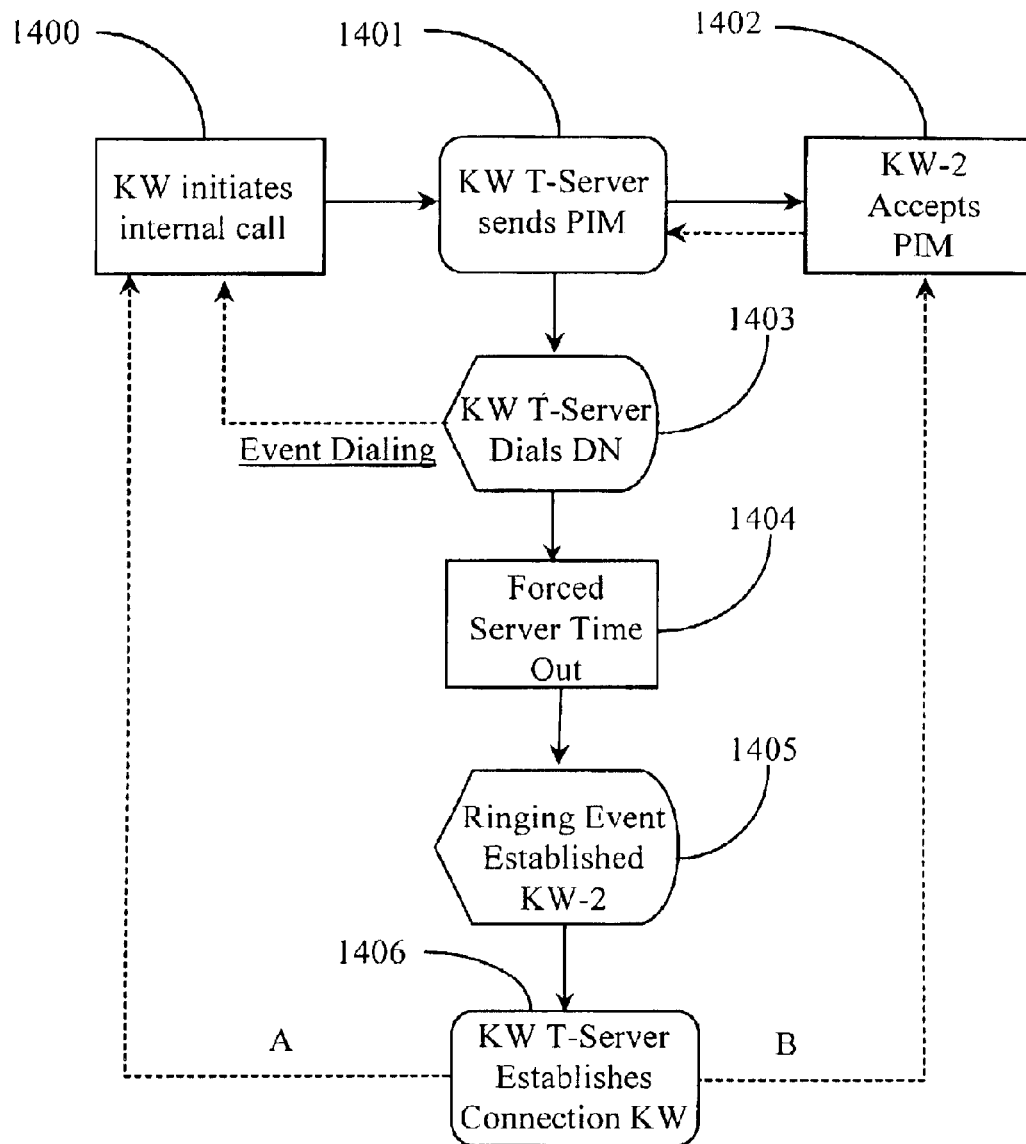 1400
1401
1402
KW initiates
internal call
KW T-Server
sends PIM
KW-2
Accepts
PIM
1403
KW T-Server
Dials DN
Event Dialing
1404
Forced
Server Time
Out
1405
Ringing Event
Established
KW-2
1406
KW T-Server
Establishes
Connection KW
A
B